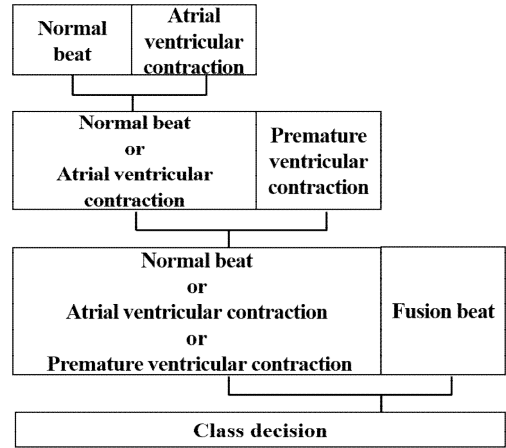 Normal
beat
Atrial
ventricular
contraction
Normal beat
or
Atrial ventricular
contraction
Premature
ventricular
contraction
Normal beat
or
Atrial ventricular contraction
or
Premature ventricular contraction
Fusion beat
Class decision